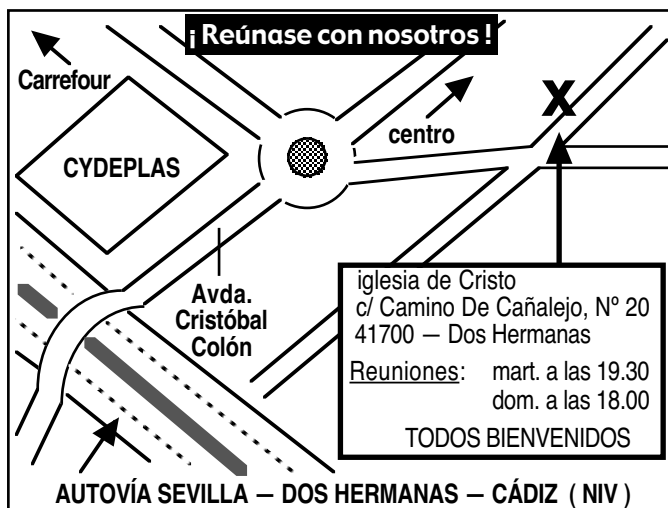 ¡ Reúnase con nosotros !
Carrefour
centro
X
CYDEPLAS
Avda.
Cristóbal
Colón
iglesia de Cristo
c/ Camino De Cañalejo, Nº 20
41700 — Dos Hermanas
Reuniones: mart. a las 19.30
dom. a las 18.00
TODOS BIENVENIDOS
AUTOVÍA SEVILLA — DOS HERMANAS — CÁDIZ ( NIV )